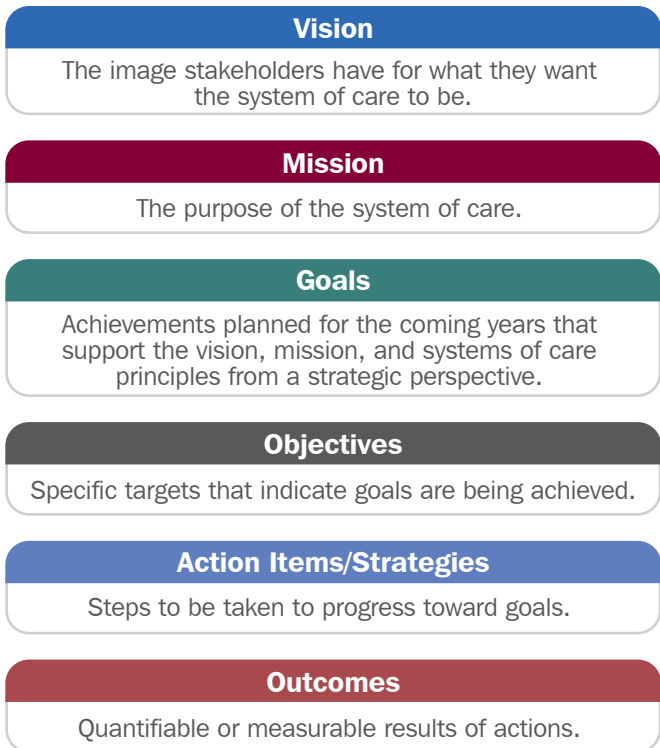 Vision
The image stakeholders have for what they want
the system of care to be.
Mission
The purpose of the system of care.
Goals
Achievements planned for the coming years that
support the vision, mission, and systems of care
principles from a strategic perspective.
Objectives
Specific targets that indicate goals are being achieved.
Action Items/Strategies
Steps to be taken to progress toward goals.
Outcomes
Quantifiable or measurable results of actions.